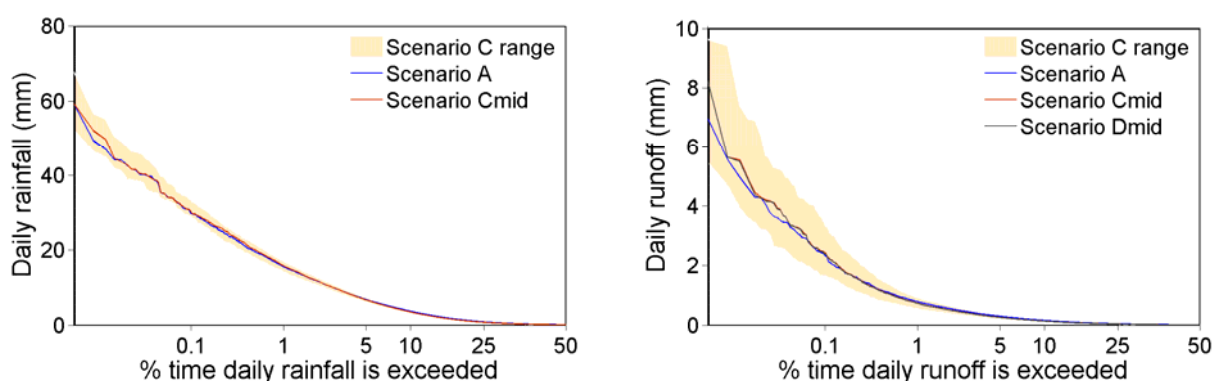 80
60
40
20
0
Daily rainfall (mm)
Scenario C range
Scenario A
Scenario Cmid
0.1 1 5 10 25 50
% time daily rainfall is exceeded
10
8
6
4
2
0
Daily runoff (mm)
Scenario C range
Scenario A
Scenario Cmid
Scenario Dmid
0.1 1 5 10 25 50
% time daily runoff is exceeded